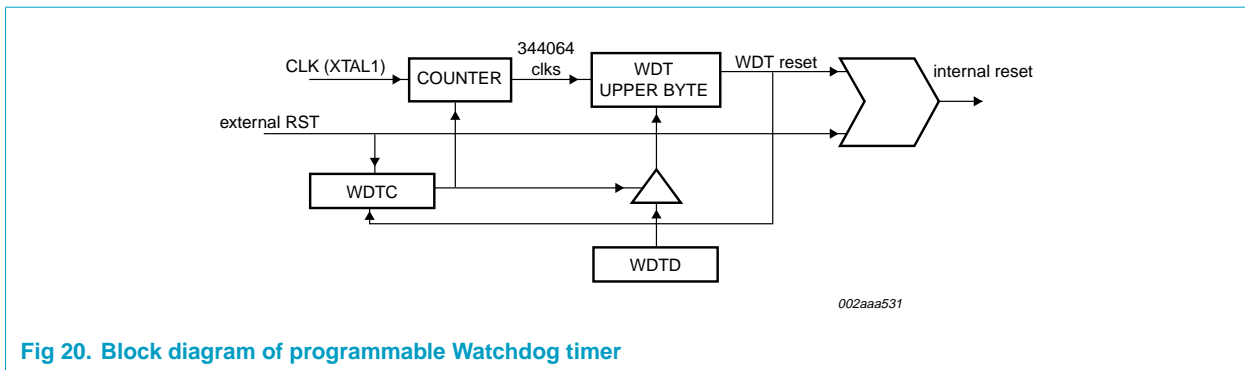 344064
clks
CLK (XTAL1)
COUNTER
WDT
UPPER BYTE
WDT reset
internal reset
external RST
WDTC
WDTD
002aaa531
Fig 20. Block diagram of programmable Watchdog timer